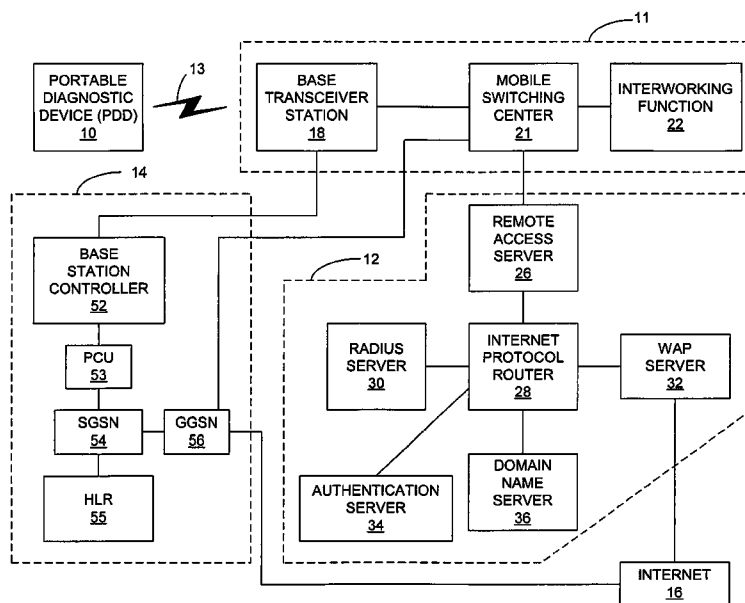 11
13
PORTABLE
DIAGNOSTIC
DEVICE (PDD)
10
BASE
TRANSCEIVER
STATION
18
MOBILE
SWITCHING
CENTER
21
INTERWORKING
FUNCTION
22
14
BASE
STATION
CONTROLLER
52
PCU
53
SGSN
54
GGSN
56
HLR
55
12
REMOTE
ACCESS
SERVER
26
RADIUS
SERVER
30
INTERNET
PROTOCOL
ROUTER
28
WAP
SERVER
32
AUTHENTICATION
SERVER
34
DOMAIN
NAME
SERVER
36
INTERNET
16